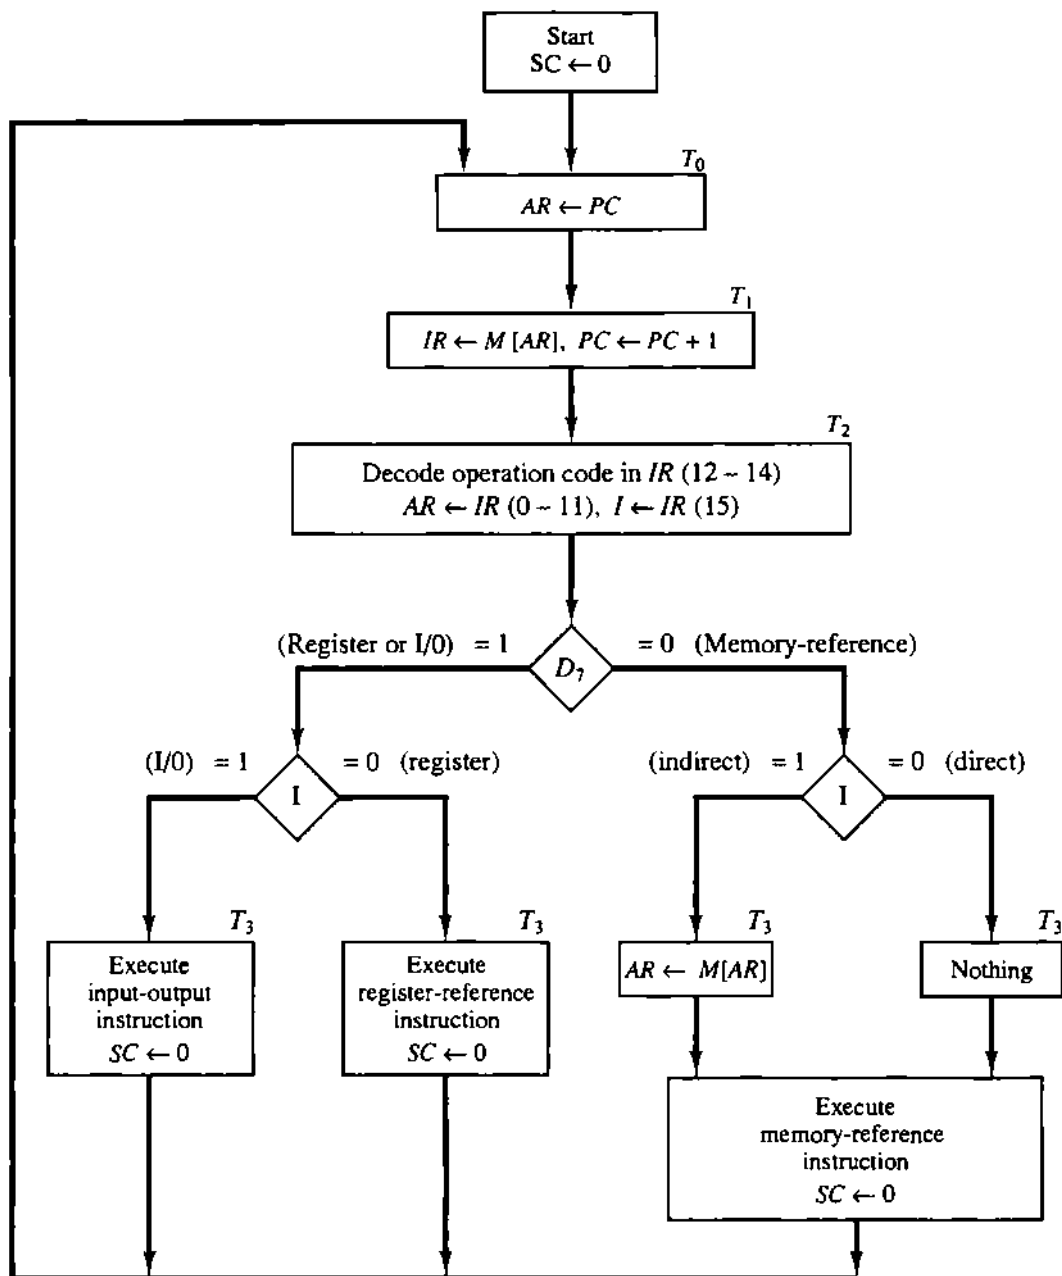 Start
SC ← 0
T₀
AR ← PC
T₁
IR ← M [AR], PC ← PC + 1
T₂
Decode operation code in IR (12 ~ 14)
AR ← IR (0 ~ 11), I ← IR (15)
(Register or I/0) = 1
D₇
= 0 (Memory-reference)
(I/0) = 1
I
= 0 (register)
(indirect) = 1
I
= 0 (direct)
T₃
Execute
input-output
instruction
SC ← 0
T₃
Execute
register-reference
instruction
SC ← 0
T₃
AR ← M[AR]
T₃
Nothing
Execute
memory-reference
instruction
SC ← 0